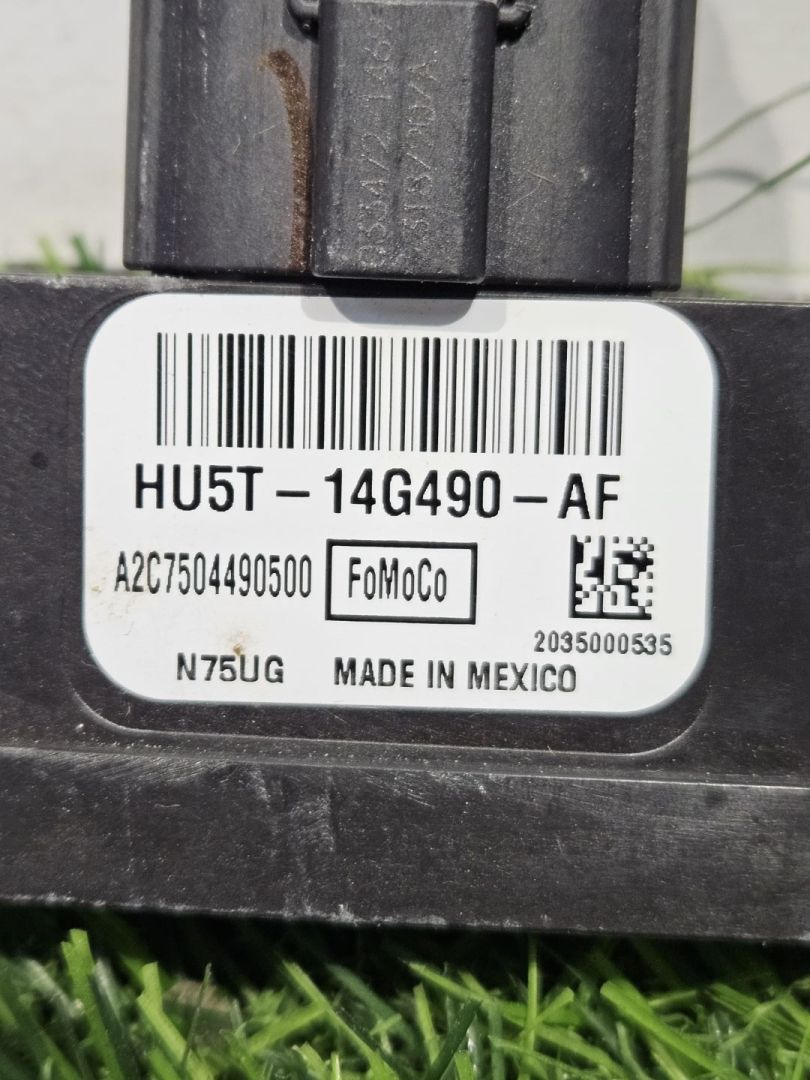 HU5T-14G490-AF
A2C7504490500 FoMoCo
2035000535
N75UG MADE IN MEXICO